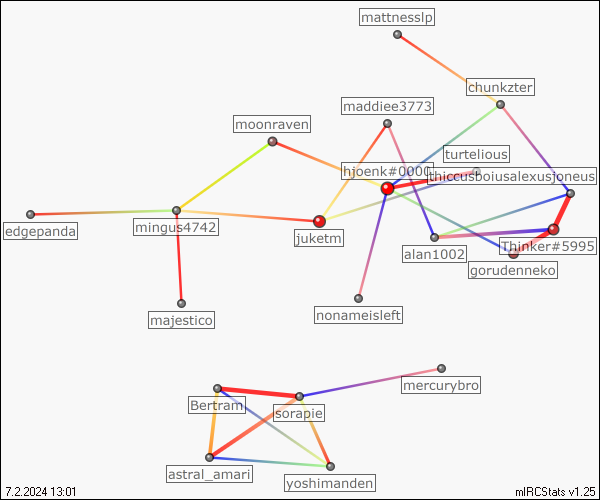 mattnesslp
chunkzter
maddiee3773
moonraven
turtelious
hjoenk#0000
thicctusboiusalexusjoneus
edgepanda
mingus4742
juketm
Thinker#5995
alan1002
gorudenneko
majestico
nonameisleft
mercurybro
Bertram
sorapie
astral_amari
yoshimanden
7.2.2024 13:01
mIRCStats v1.25